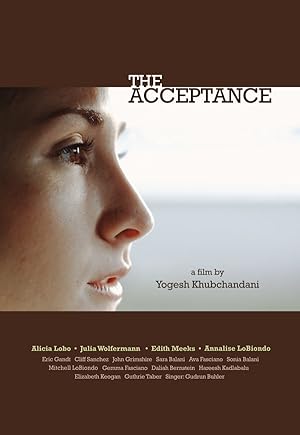 THE
ACCEPTANCE
a film by
Yogesh Khubchandani
Alicia Lobo • Julia Wolfermann • Edith Meeks • Annalise LoBiondo
Eric Gandt Cliff Sanchez John Grimshire Sara Balani Ava Fasciano Sonia Balani
Mitchell LoBiondo Gemma Fasciano Daliah Bernstein Hareesh Kadlabalu
Elizabeth Keogan Guthrie Taber Singer: Gudrun Buhler